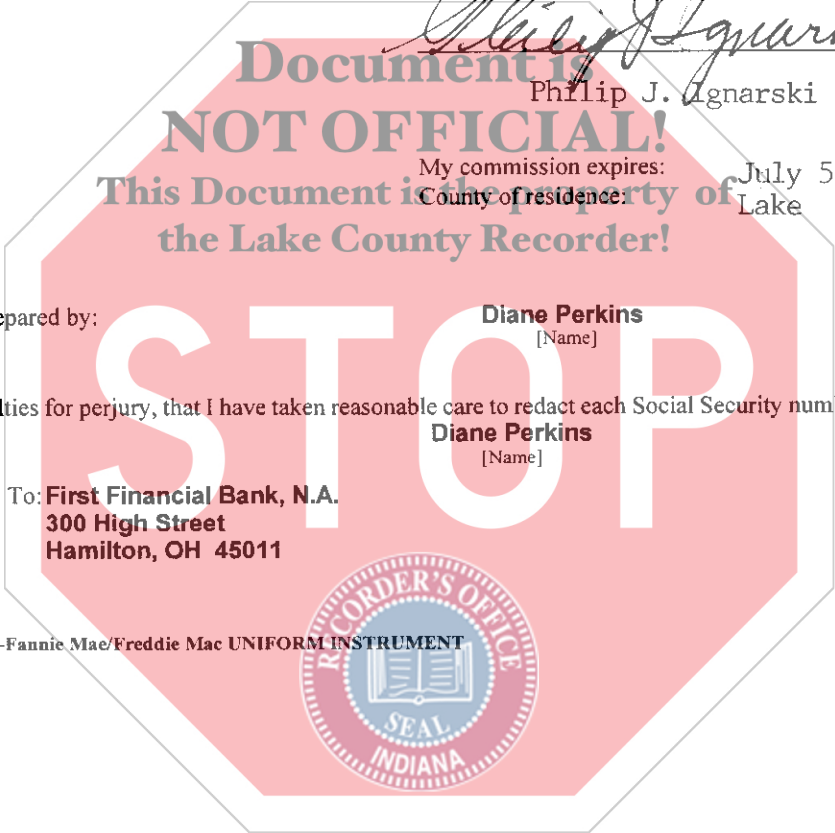 Philip J Ignar
Document is
Philip J. Ignarski
NOT OFFICIAL!
My commission expires: July 5
This Document is the property of
County of residence: Lake
the Lake County Recorder!
epared by: Diane Perkins
[Name]
STOP
lties for perjury, that I have taken reasonable care to redact each Social Security num
Diane Perkins
[Name]
To: First Financial Bank, N.A.
300 High Street
Hamilton, OH 45011
-Fannie Mae/Freddie Mac UNIFORM INSTRUMENT
RECORDER'S OFFICE
SEAL
INDIANA